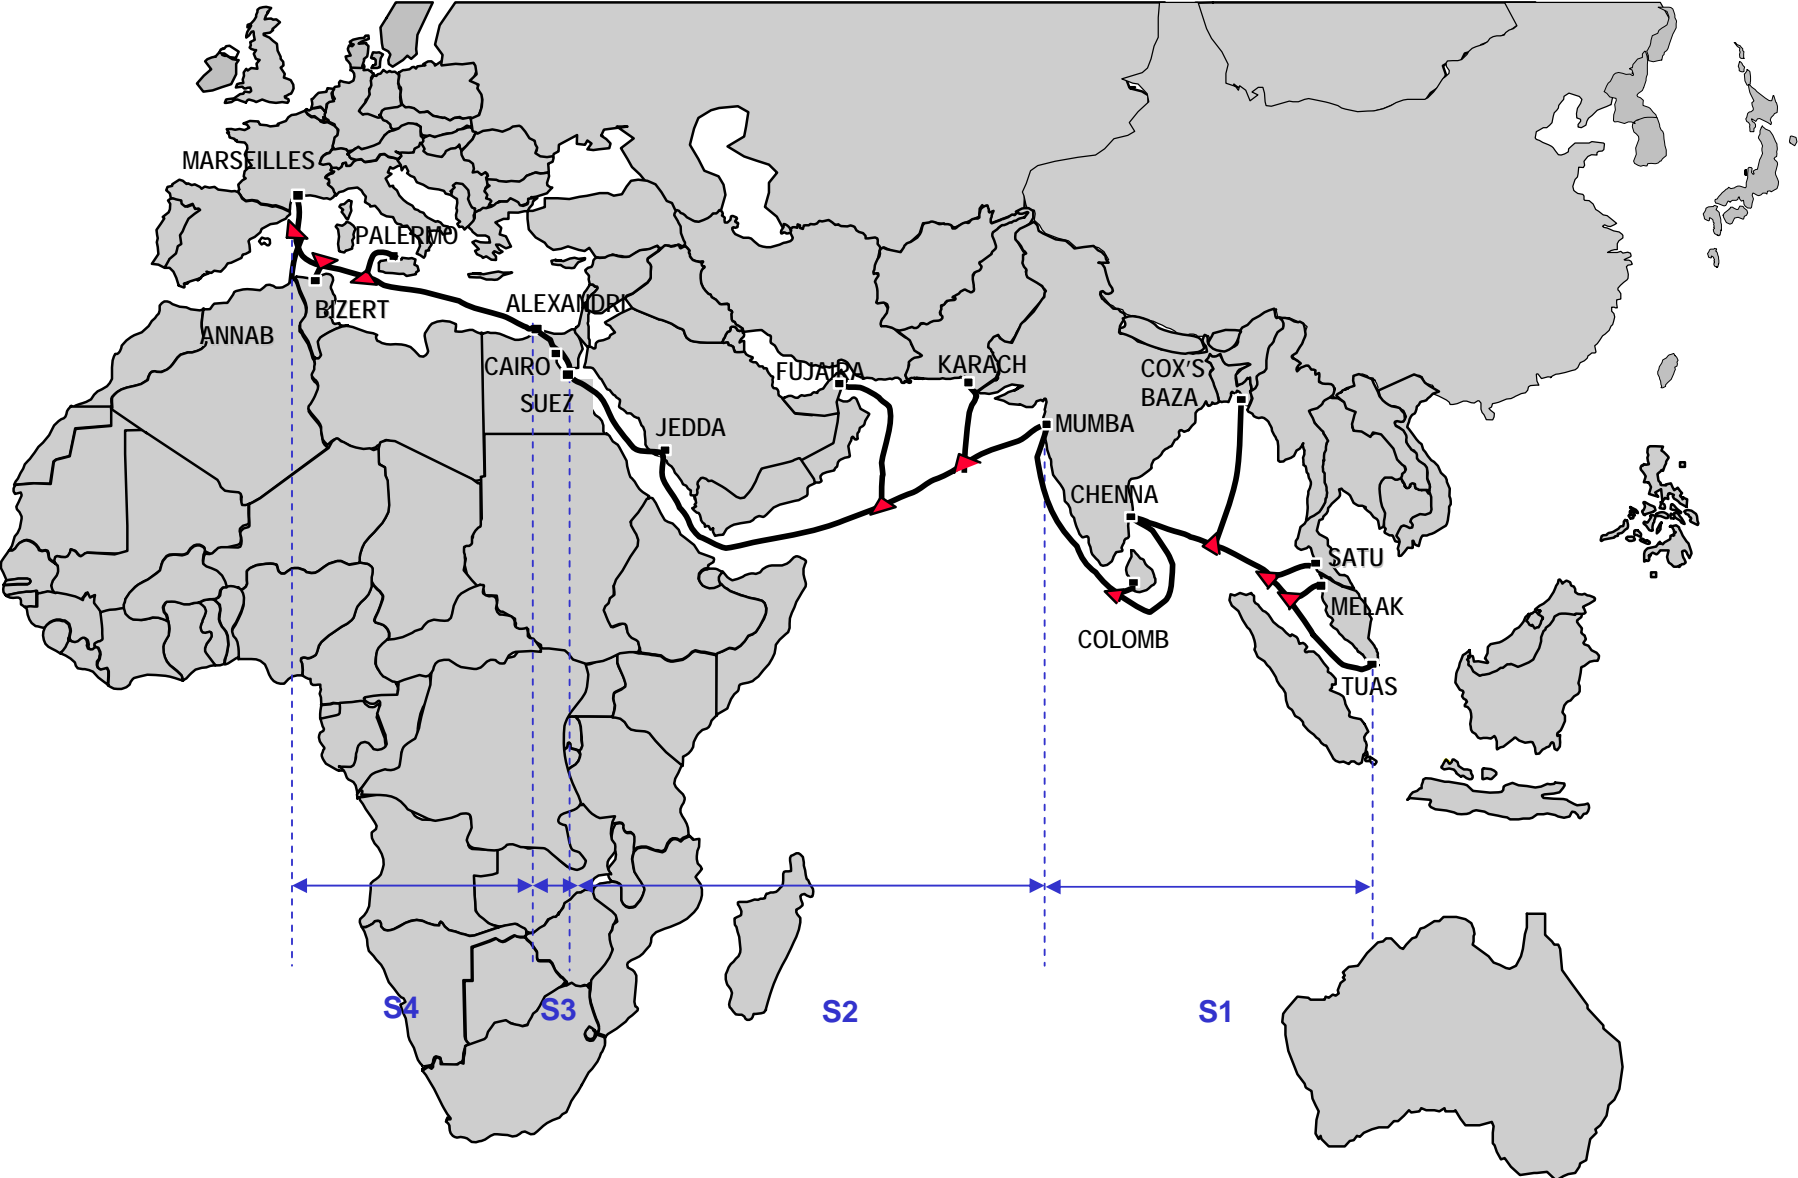 MARSEILLES
PALERMO
BIZERT
ANNAB
ALEXANDRI
CAIRO
SUEZ
JEDDA
FUJAIRA
KARACH
MUMBA
COX'S
BAZA
CHENNA
COLOMB
SATU
MELAK
TUAS
S4
S3
S2
S1